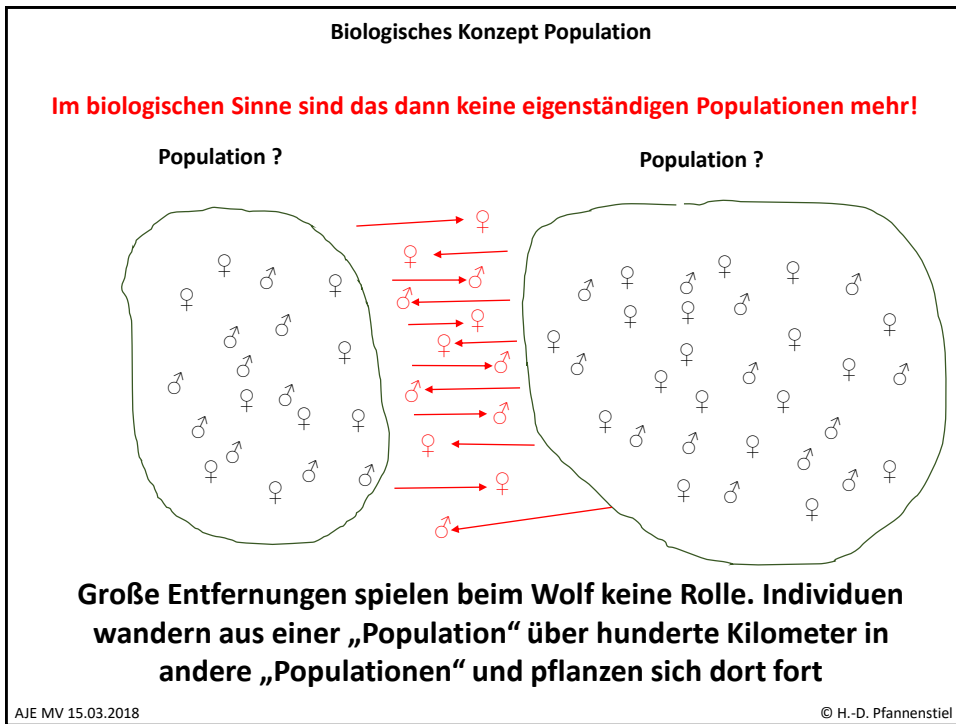 Biologisches Konzept Population
Im biologischen Sinne sind das dann keine eigenständigen Populationen mehr!
Population ?
Population ?
Große Entfernungen spielen beim Wolf keine Rolle. Individuen
wandern aus einer „Population“ über hunderte Kilometer in
andere „Populationen“ und pflanzen sich dort fort
AJE MV 15.03.2018
© H.-D. Pfannenstiel